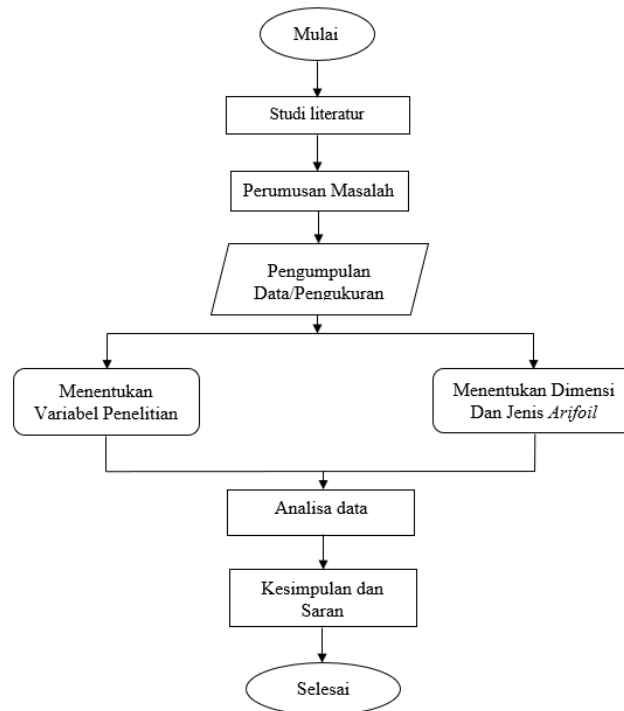 Mulai
Studi literatur
Perumusan Masalah
Pengumpulan
Data/Pengukuran
Menentukan
Variabel Penelitian
Menentukan Dimensi
Dan Jenis Arifoil
Analisa data
Kesimpulan dan
Saran
Selesai